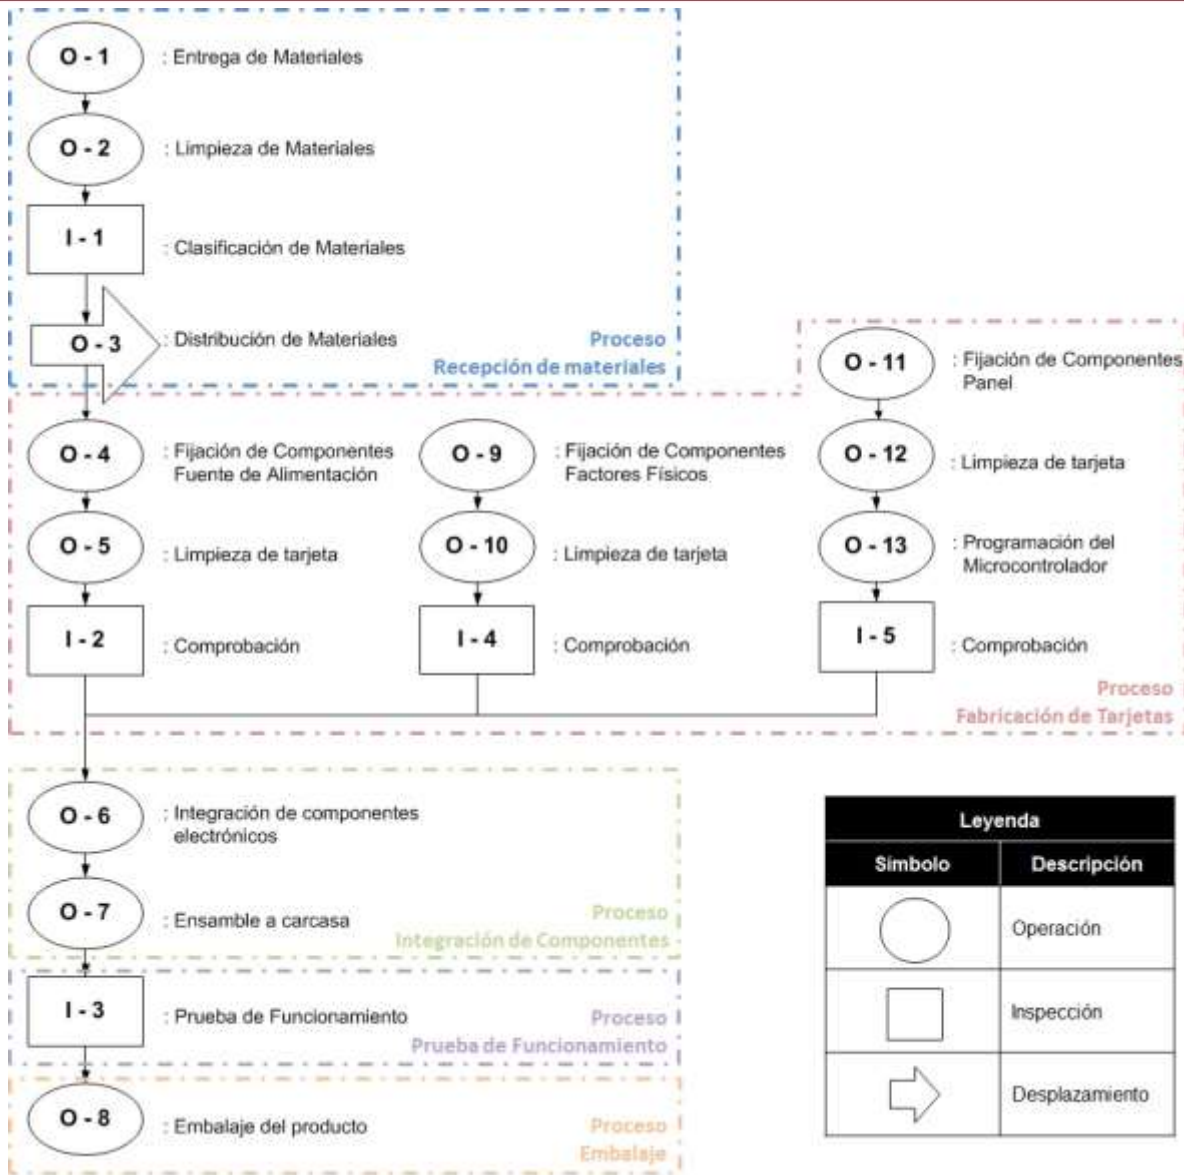 O - 1
: Entrega de Materiales
O - 2
: Limpieza de Materiales
I - 1
: Clasificación de Materiales
O - 3
: Distribución de Materiales
Proceso
Recepción de materiales
O - 4
: Fijación de Componentes
Fuente de Alimentación
O - 5
: Limpieza de tarjeta
I - 2
: Comprobación
O - 9
: Fijación de Componentes
Factores Físicos
O - 10
: Limpieza de tarjeta
I - 4
: Comprobación
O - 11
: Fijación de Componentes
Panel
O - 12
: Limpieza de tarjeta
O - 13
: Programación del
Microcontrolador
I - 5
: Comprobación
Proceso
Fabricación de Tarjetas
O - 6
: Integración de componentes
electrónicos
O - 7
: Ensamble a carcasa
Proceso
Integración de Componentes
I - 3
: Prueba de Funcionamiento
Proceso
Prueba de Funcionamiento
O - 8
: Embalaje del producto
Proceso
Embalaje
Leyenda
Símbolo
Descripción
Operación
Inspección
Desplazamiento